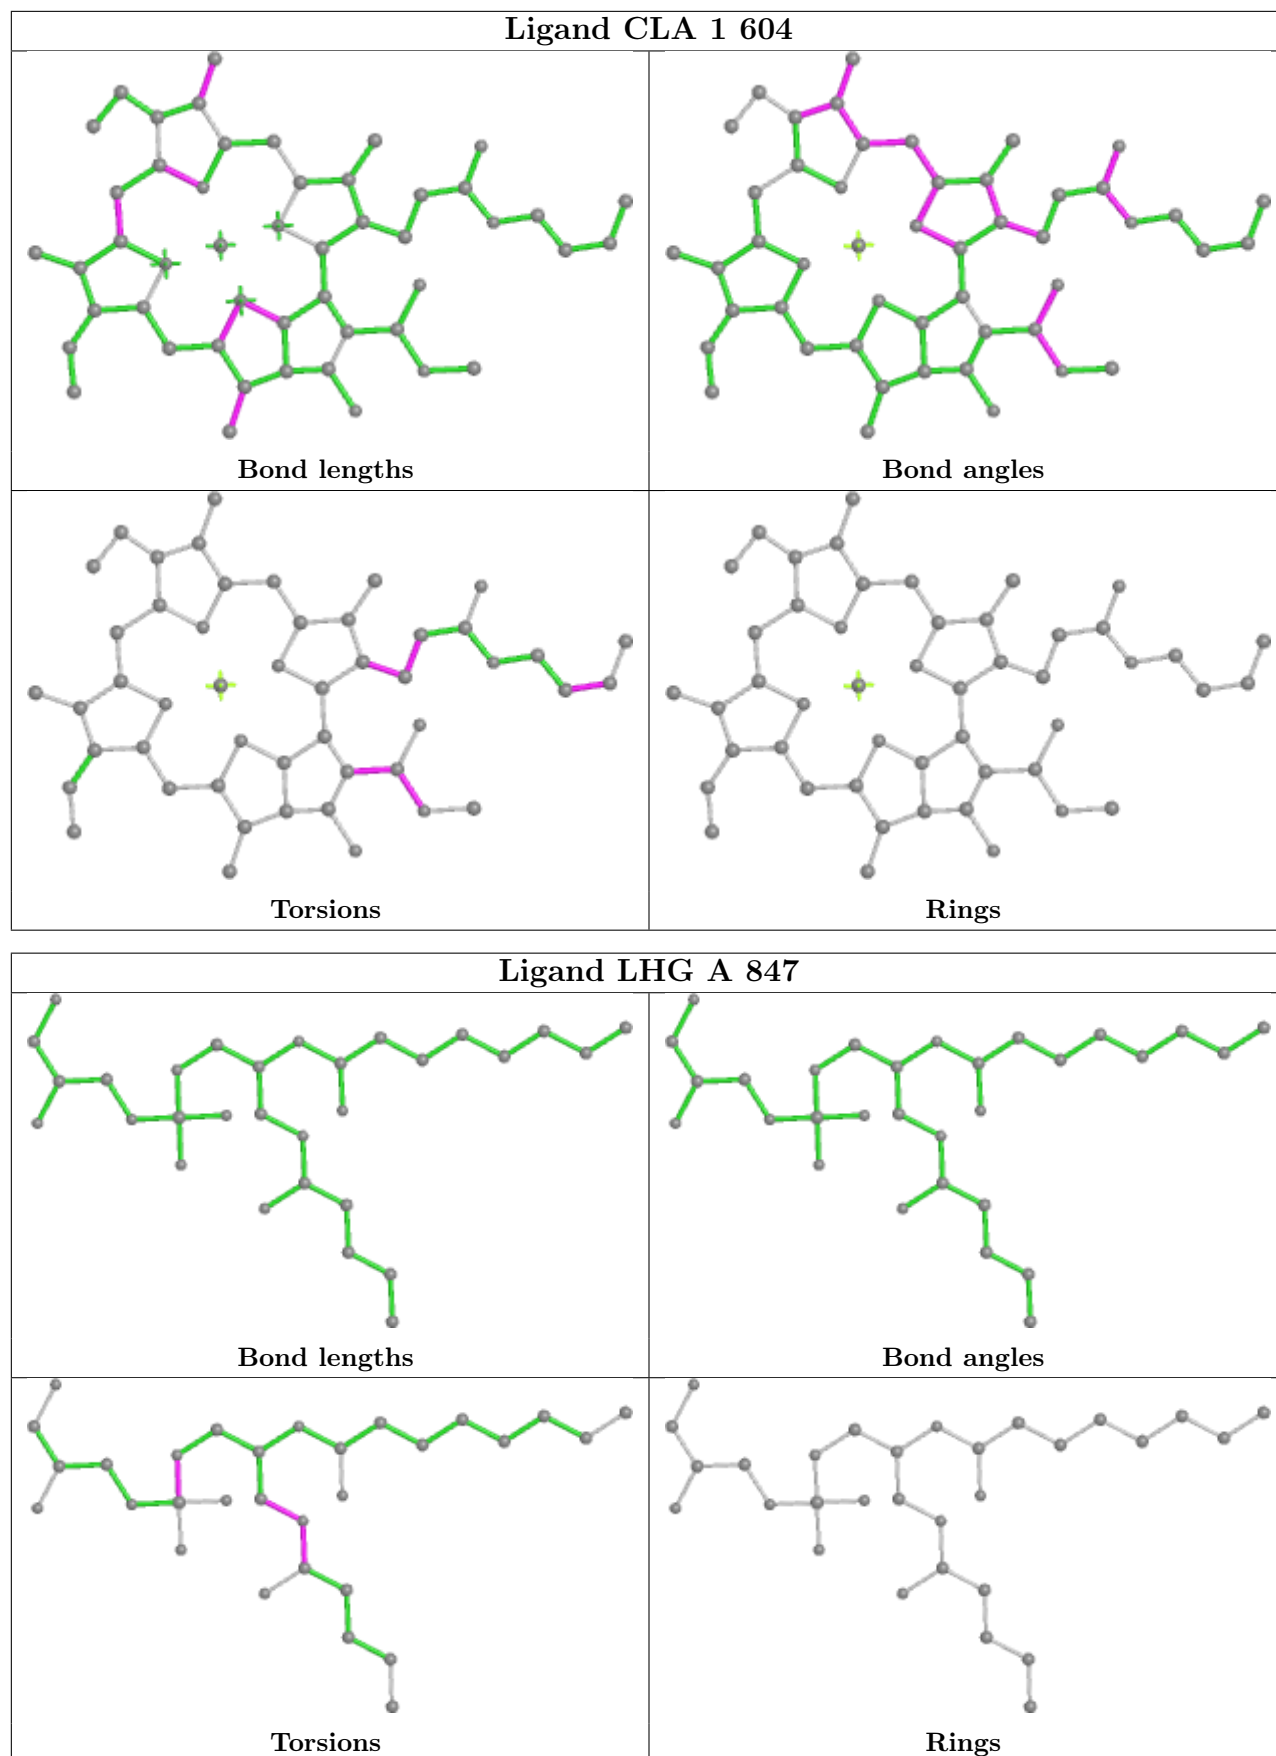 Ligand CLA 1 604
Bond lengths
Bond angles
Torsions
Rings
Ligand LHG A 847
Bond lengths
Bond angles
Torsions
Rings